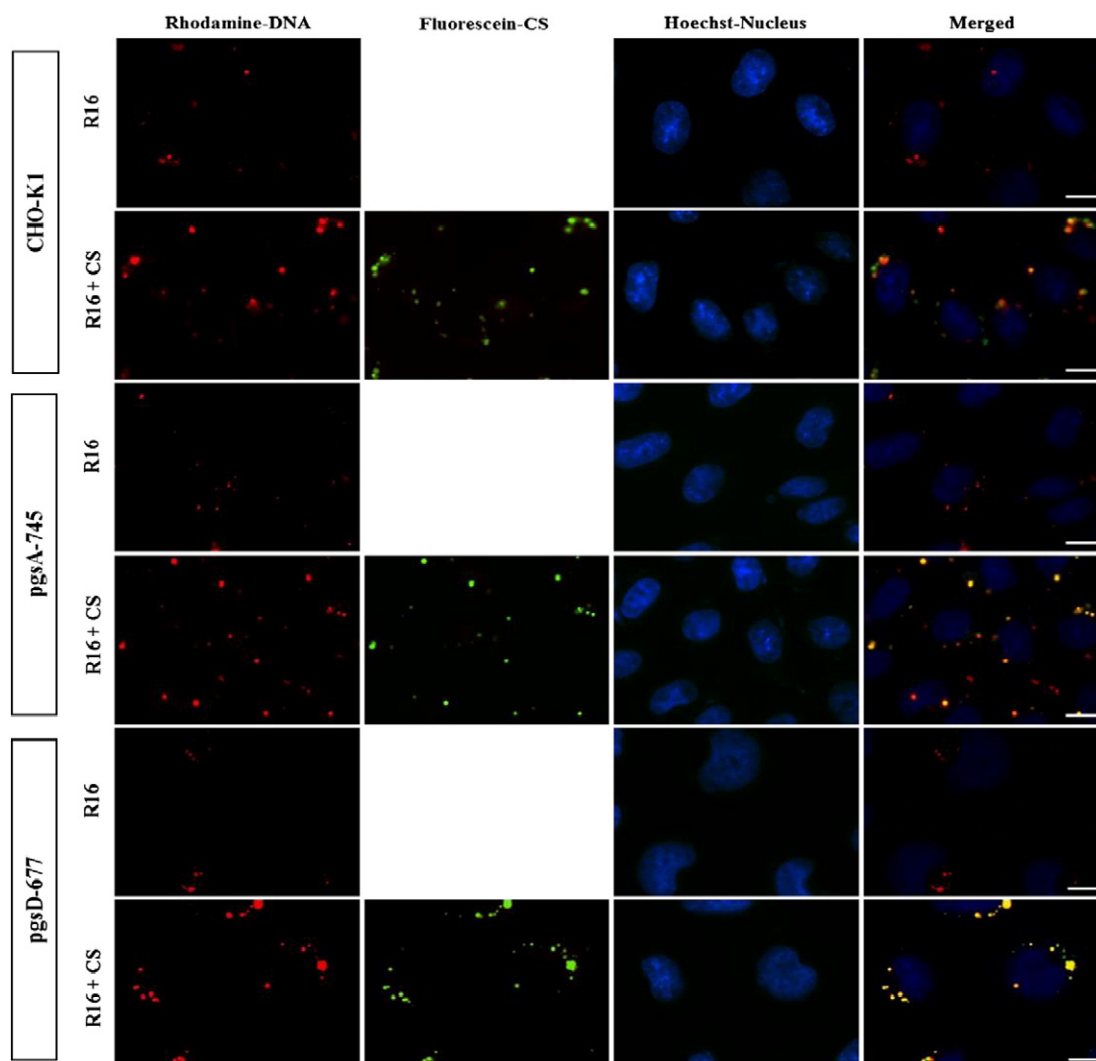 Rhodamine-DNA Fluorescein-CS Hoechst-Nucleus Merged
CHO-K1
R16
R16 + CS
pgsA-745
R16
R16 + CS
pgsD-677
R16
R16 + CS